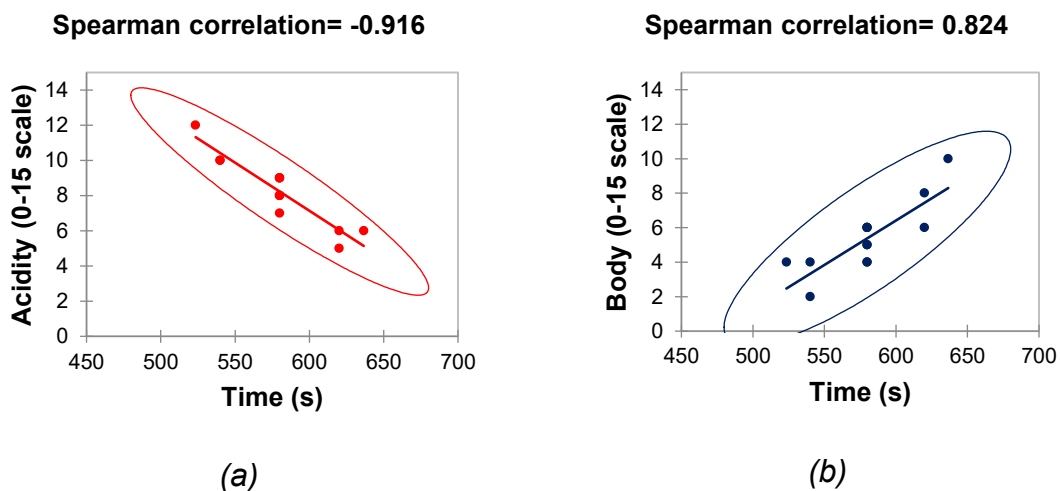 Spearman correlation= -0.916
Acidity (0-15 scale)
14
12
10
8
6
4
2
0
450 500 550 600 650 700
Time (s)
(a)
Spearman correlation= 0.824
Body (0-15 scale)
14
12
10
8
6
4
2
0
450 500 550 600 650 700
Time (s)
(b)